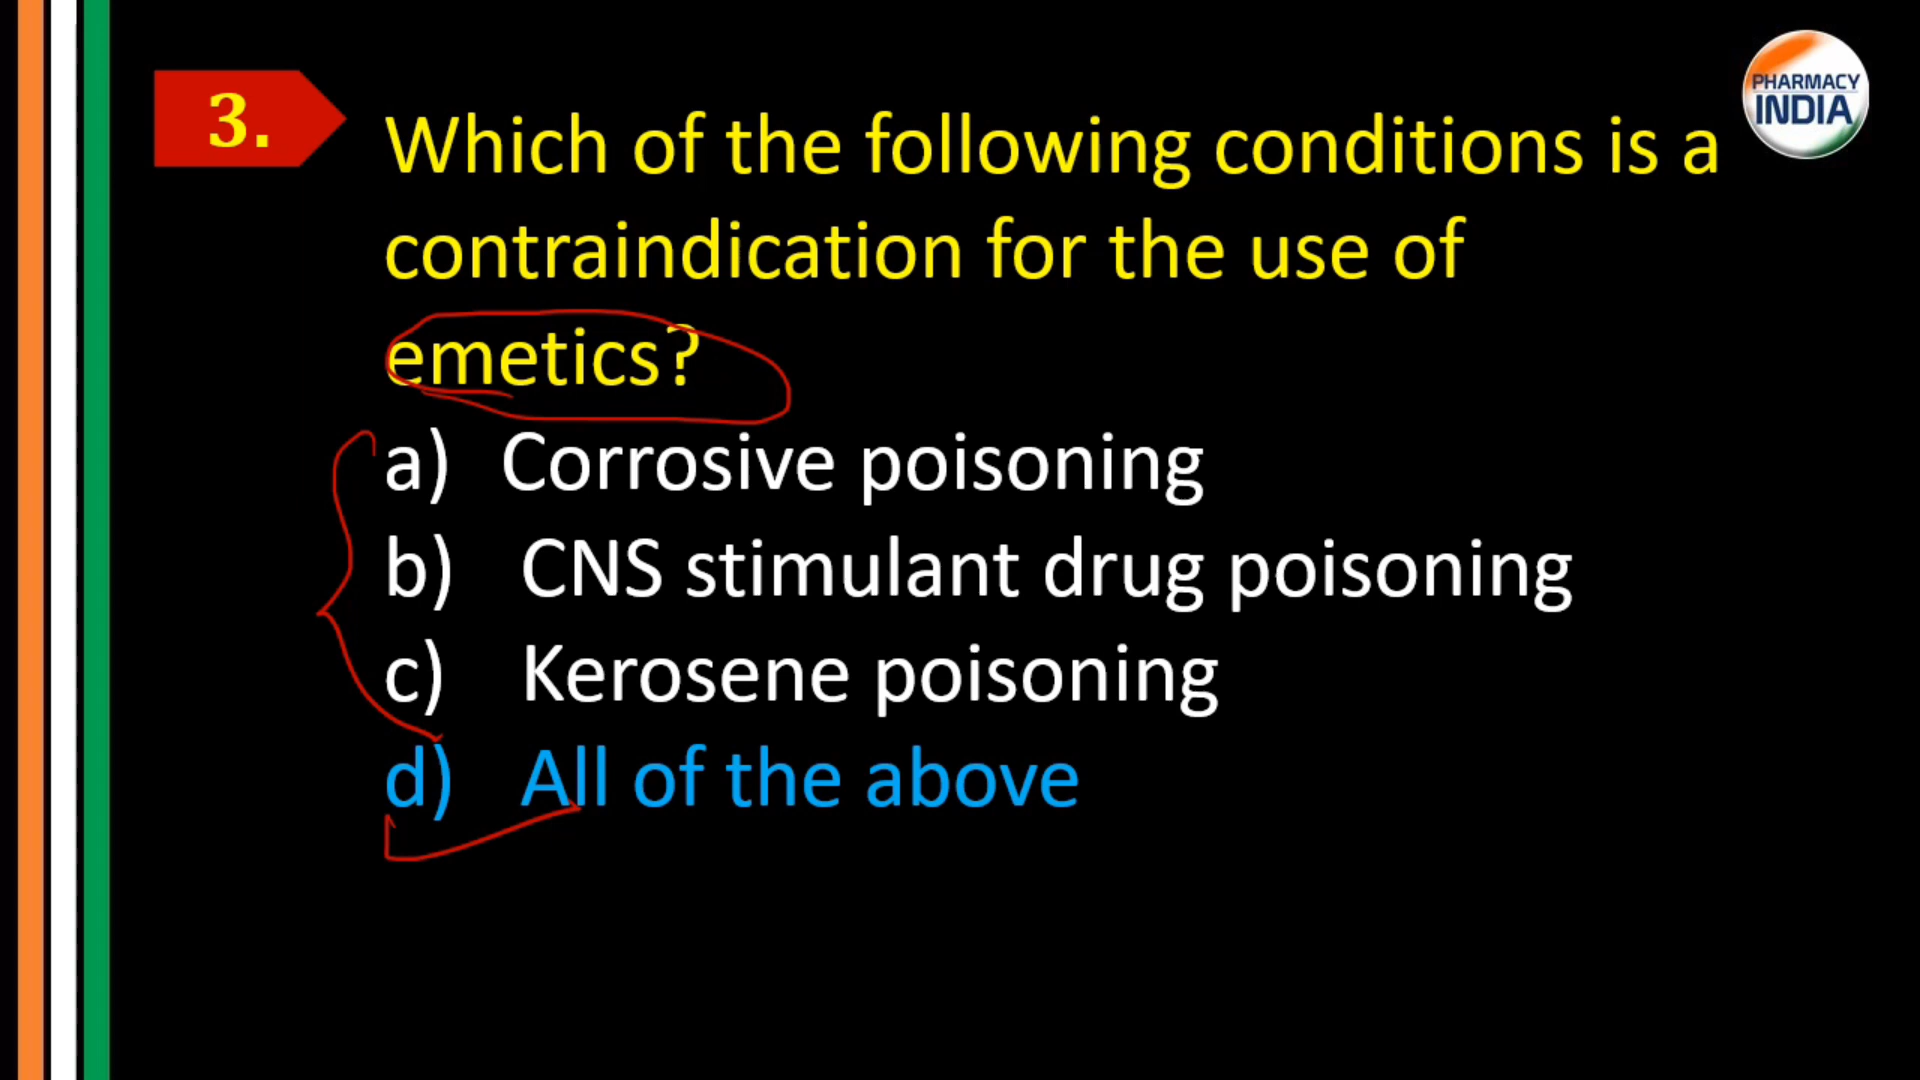 3.
PHARMACY
INDIA
Which of the following conditions is a
contraindication for the use of
emetics?
a) Corrosive poisoning
b) CNS stimulant drug poisoning
c) Kerosene poisoning
d) All of the above